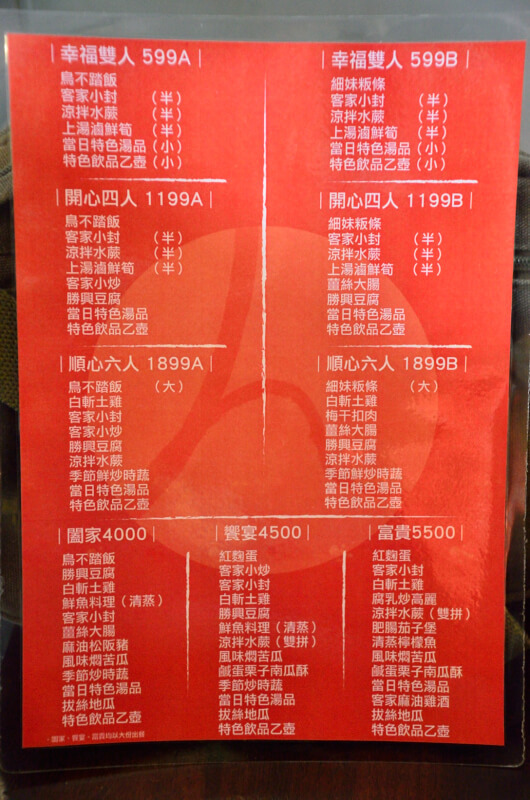 幸福雙人 599A
鳥不踏飯
客家小封 （半）
涼拌水蕨 （半）
上湯滷鮮筍 （半）
當日特色湯品（小）
特色飲品乙壺（小）
幸福雙人 599B
細妹粄條
客家小封 （半）
涼拌水蕨 （半）
上湯滷鮮筍 （半）
當日特色湯品（小）
特色飲品乙壺（小）
開心四人 1199A
鳥不踏飯
客家小封 （半）
涼拌水蕨 （半）
上湯滷鮮筍 （半）
客家小炒
勝興豆腐
當日特色湯品
特色飲品乙壺
開心四人 1199B
細妹粄條
客家小封 （半）
涼拌水蕨 （半）
上湯滷鮮筍 （半）
薑絲大腸
勝興豆腐
當日特色湯品
特色飲品乙壺
順心六人 1899A
鳥不踏飯 （大）
白斬土雞
客家小封
客家小炒
勝興豆腐
涼拌水蕨
季節鮮炒時蔬
當日特色湯品
特色飲品乙壺
順心六人 1899B
細妹粄條 （大）
白斬土雞
梅干扣肉
薑絲大腸
勝興豆腐
涼拌水蕨
季節鮮炒時蔬
當日特色湯品
特色飲品乙壺
闔家4000
鳥不踏飯
勝興豆腐
白斬土雞
鮮魚料理（清蒸）
客家小封
薑絲大腸
麻油松阪豬
風味燜苦瓜
季節炒時蔬
當日特色湯品
拔絲地瓜
特色飲品乙壺
饗宴4500
紅麴蛋
客家小炒
客家小封
白斬土雞
勝興豆腐
鮮魚料理（清蒸）
涼拌水蕨（雙拼）
風味燜苦瓜
鹹蛋栗子南瓜酥
季節炒時蔬
當日特色湯品
拔絲地瓜
特色飲品乙壺
富貴5500
紅麴蛋
客家小封
白斬土雞
腐乳炒高麗
涼拌水蕨（雙拼）
肥腸茄子堡
清蒸檸檬魚
風味燜苦瓜
鹹蛋栗子南瓜酥
當日特色湯品
客家麻油雞酒
拔絲地瓜
特色飲品乙壺
．闔家、饗宴、富貴均以大份出餐